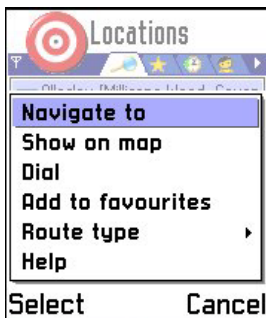 Locations
Navigate to
Show on map
Dial
Add to favourites
Route type
Help
Select Cancel